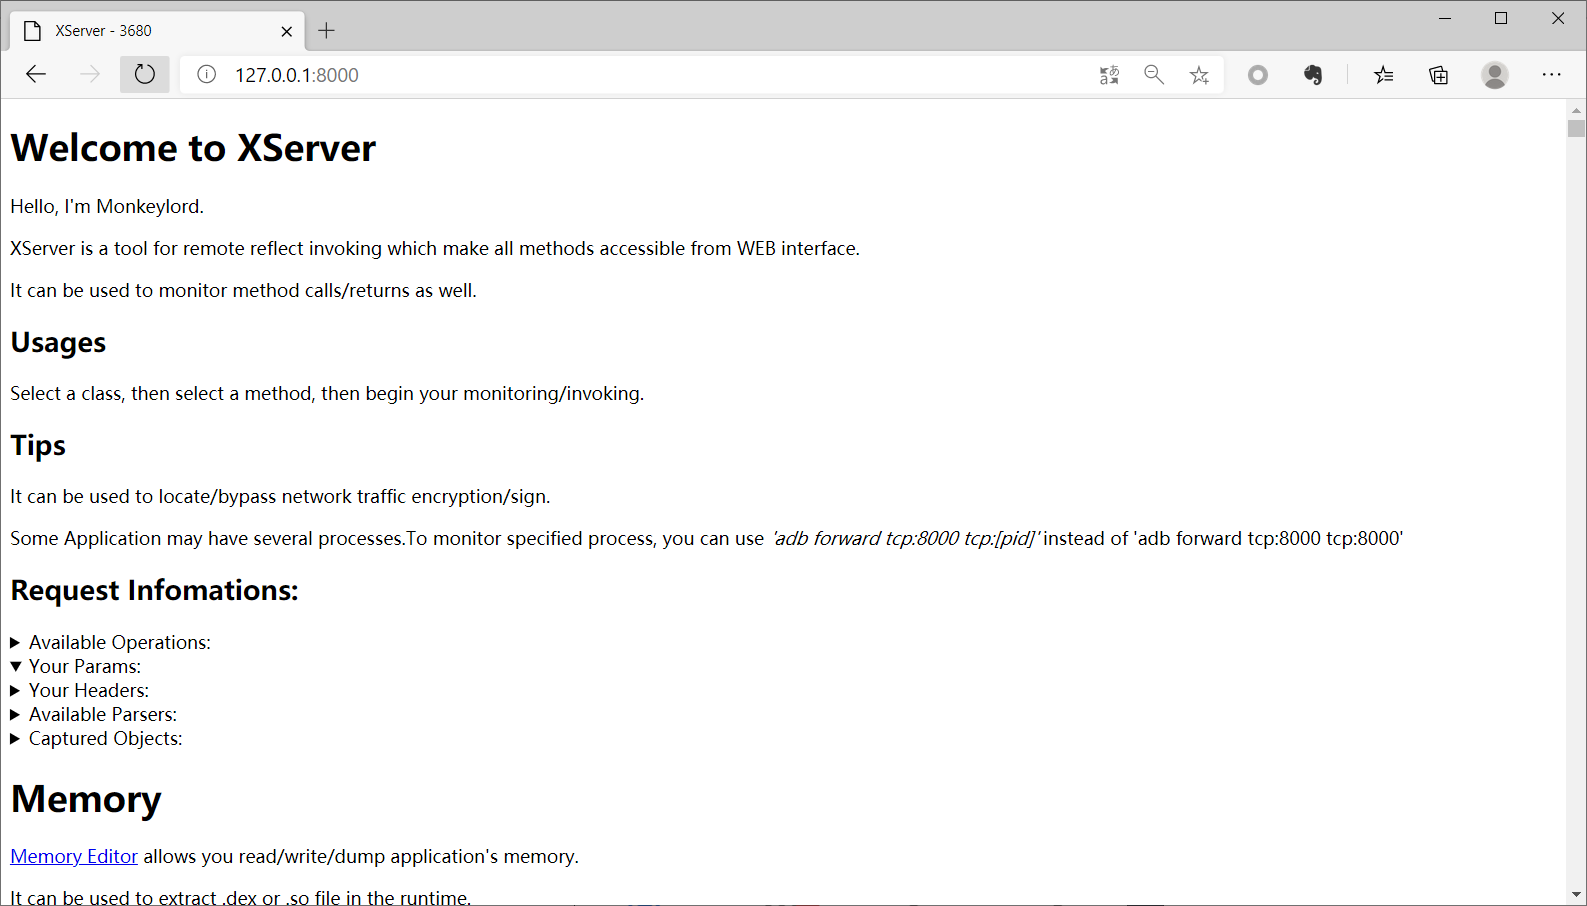 XServer - 3680
127.0.0.1:8000
Welcome to XServer
Hello, I'm Monkeylord.
XServer is a tool for remote reflect invoking which make all methods accessible from WEB interface.
It can be used to monitor method calls/returns as well.
Usages
Select a class, then select a method, then begin your monitoring/invoking.
Tips
It can be used to locate/bypass network traffic encryption/sign.
Some Application may have several processes.To monitor specified process, you can use 'adb forward tcp:8000 tcp:[pid]' instead of 'adb forward tcp:8000 tcp:8000'
Request Infomations:
Available Operations:
Your Params:
Your Headers:
Available Parsers:
Captured Objects:
Memory
Memory Editor allows you read/write/dump application's memory.
It can be used to extract .dex or .so file in the runtime.